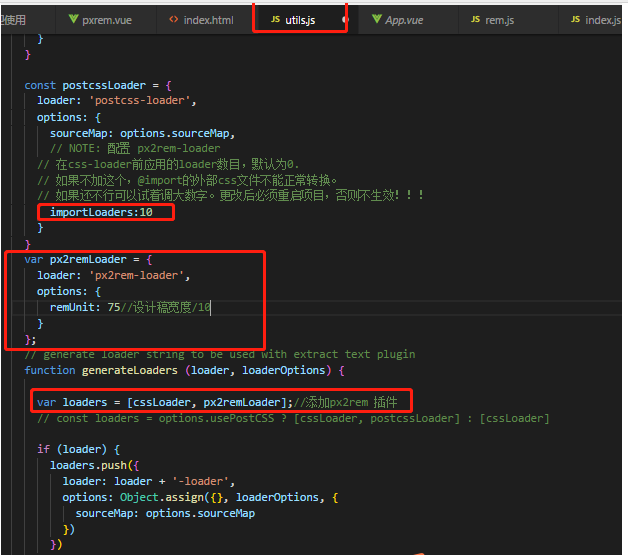 使用 pxrem.vue index.html JS utils.js App.vue JS rem.js JS index.js
}
}
const postcssLoader = {
loader: 'postcss-loader',
options: {
sourceMap: options.sourceMap,
// NOTE: 配置 px2rem-loader
// 在css-loader前应用的loader数目，默认为0.
// 如果不加这个，@import的外部css文件不能正常转换。
// 如果还不行可以试着调大数字。更改后必须重启项目，否则不生效！！！
importLoaders:10
}
}
var px2remLoader = {
loader: 'px2rem-loader',
options: {
remUnit: 75//设计稿宽度/10
}
};
// generate loader string to be used with extract text plugin
function generateLoaders (loader, loaderOptions) {
var loaders = [cssLoader, px2remLoader];//添加px2rem 插件
// const loaders = options.usePostCSS ? [cssLoader, postcssLoader] : [cssLoader]
if (loader) {
loaders.push({
loader: loader + '-loader',
options: Object.assign({}, loaderOptions, {
sourceMap: options.sourceMap
})
})